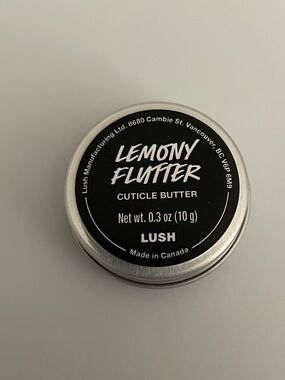 Lush Manufacturing Ltd. 8680 Cambie St. Vancouver, BC V6P 6M9
LEMONY
FLUTTER
CUTICLE BUTTER
Net wt. 0.3 oz (10 g)
LUSH
Made in Canada